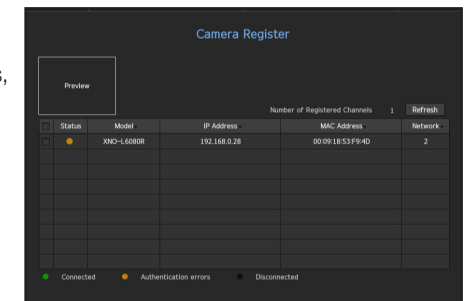 Camera Register
s,
Preview
Number of Registered Channels 1 Refresh
Status Model IP Address MAC Address Network
XNO-L6080R 192.168.0.28 00:09:18:53:F9:4D 2
Connected Authentication errors Disconnected